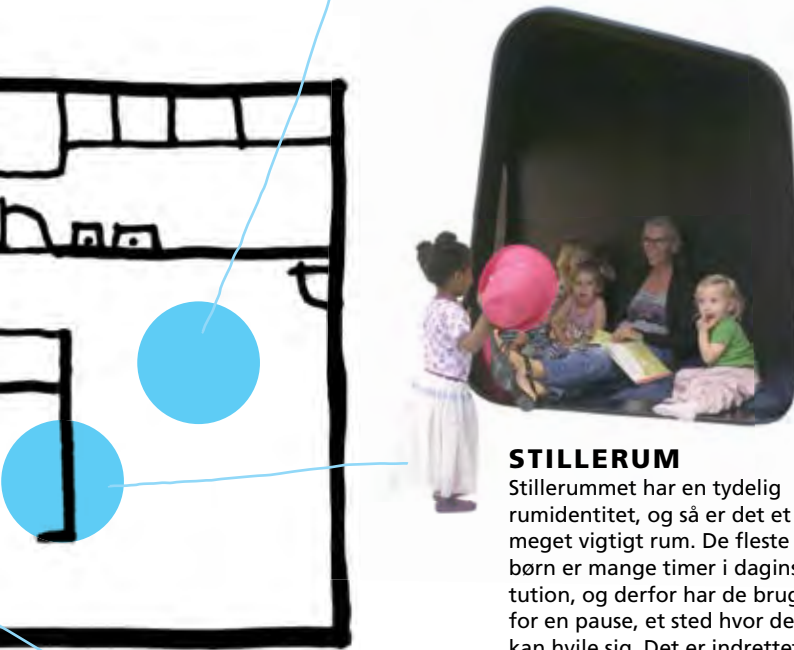 STILLERUM
Stillerummet har en tydelig
rumidentitet, og så er det et
meget vigtigt rum. De fleste
børn er mange timer i dagins
tution, og derfor har de brug
for en pause, et sted hvor de
kan hvile sig. Det er indrettet